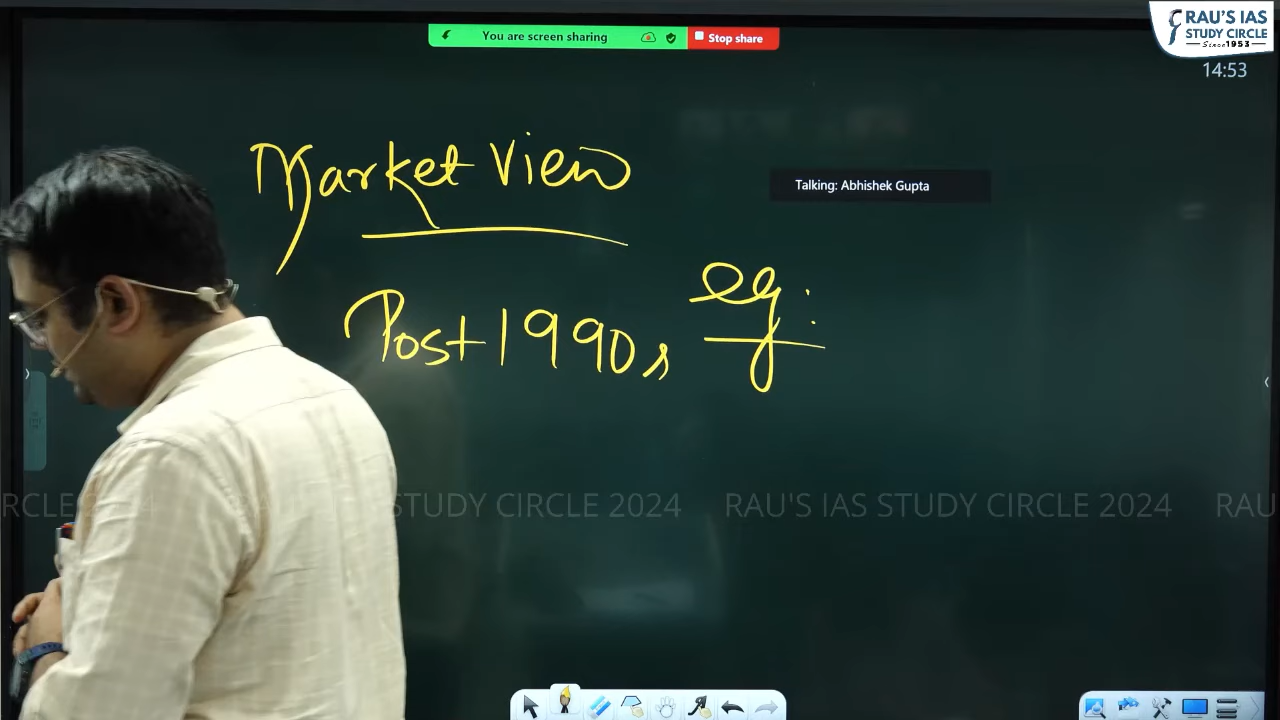 RAU'S IAS
STUDY CIRCLE
Since 1953
You are screen sharing
Stop share
14:53
Market View
Talking: Abhishek Gupta
Post 1990s eg:
RCLE 2024 STUDY CIRCLE 2024 RAU'S IAS STUDY CIRCLE 2024 RAU